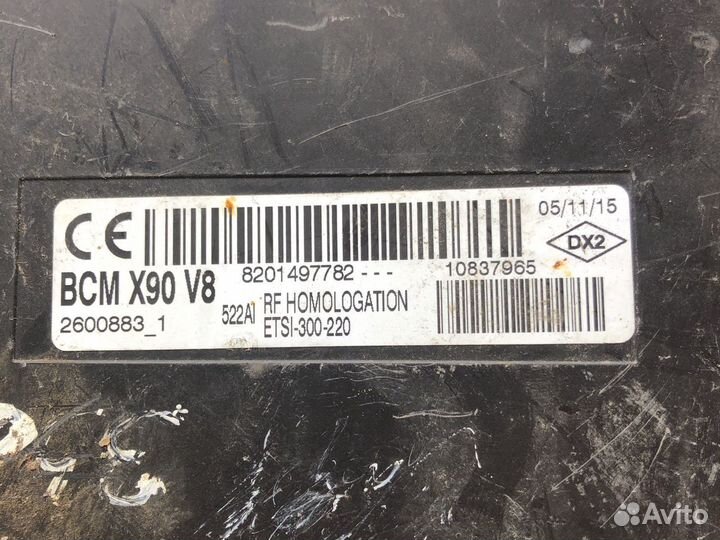 CE
05/11/15
DX2
8201497782---
10837965
BCM X90 V8
522AI
RF HOMOLOGATION
ETSI-300-220
2600883_1
Avito